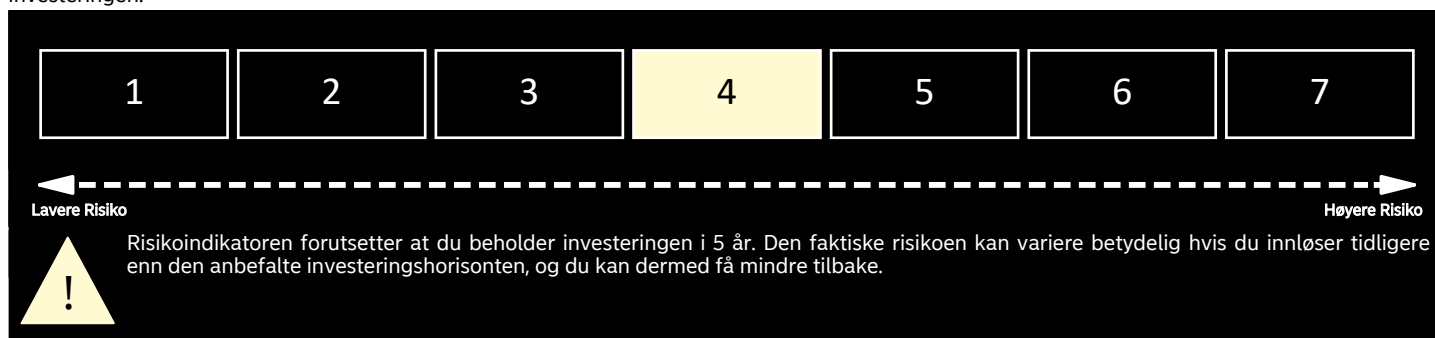 investeringen.
1 2 3 4 5 6 7
Lavere Risiko Høyere Risiko
Risikoindikatoren forutsetter at du beholder investeringen i 5 år. Den faktiske risikoen kan variere betydelig hvis du innløser tidligere
enn den anbefalte investeringshorisonten, og du kan dermed få mindre tilbake.
!